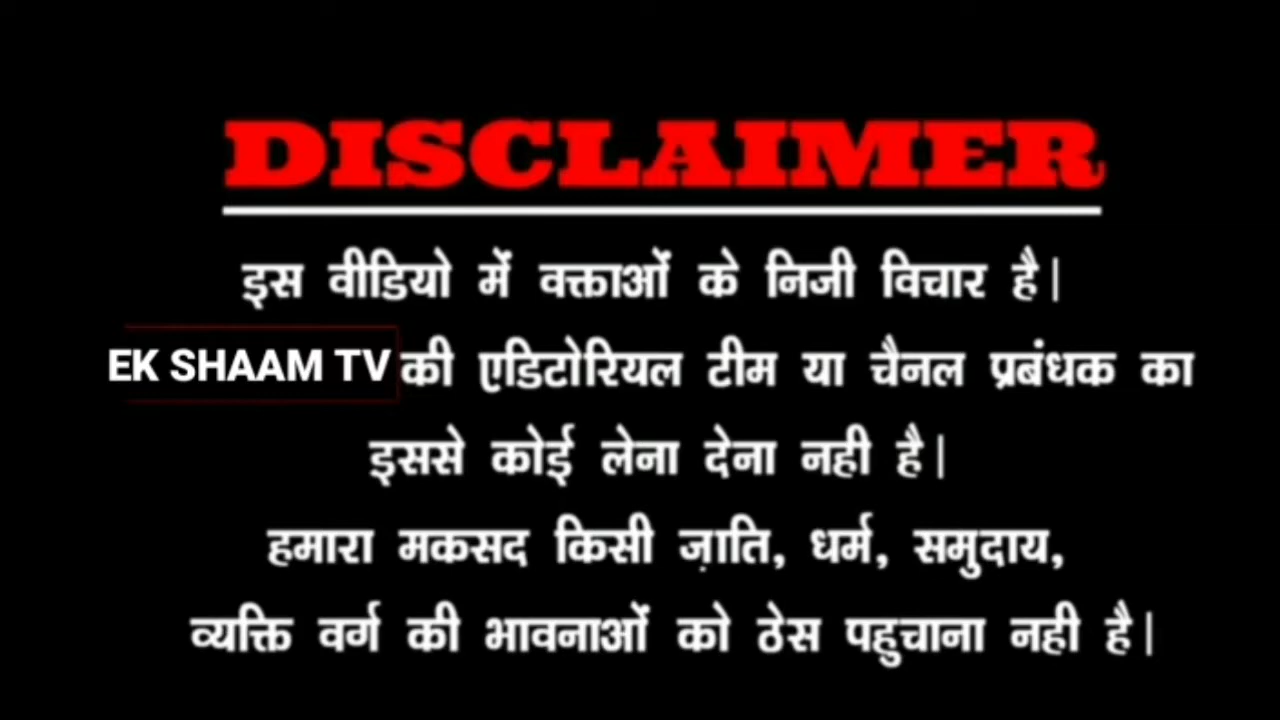 DISCLAIMER
इस वीडियो में वक्ताओं के निजी विचार है|
EK SHAAM TV की एडिटोरियल टीम या चैनल प्रबंधक का
इससे कोई लेना देना नही है|
हमारा मकसद किसी ज़ाति, धर्म, समुदाय,
व्यक्ति वर्ग की भावनाओं को ठेस पहुचाना नही है|